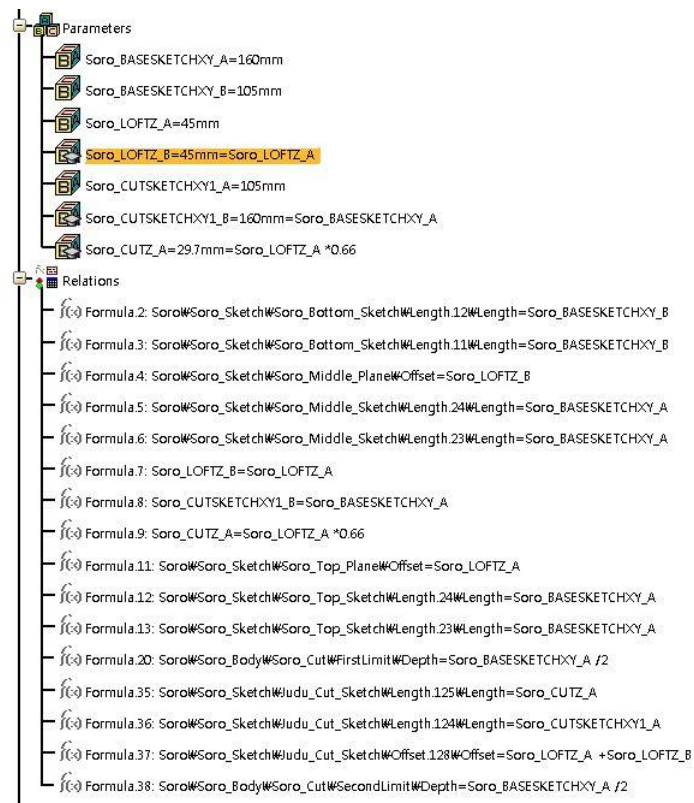 Parameters
Soro_BASESKETCHXY_A=160mm
Soro_BASESKETCHXY_B=105mm
Soro_LOFTZ_A=45mm
Soro_LOFTZ_B=45mm=Soro_LOFTZ_A
Soro_CUTSKETCHXY1_A=105mm
Soro_CUTSKETCHXY1_B=160mm=Soro_BASESKETCHXY_A
Soro_CUTZ_A=29.7mm=Soro_LOFTZ_A *0.66
Relations
f(x) Formula.2: Soro₩Soro_Sketch₩Soro_Bottom_Sketch₩Length.12₩Length=Soro_BASESKETCHXY_B
f(x) Formula.3: Soro₩Soro_Sketch₩Soro_Bottom_Sketch₩Length.11₩Length=Soro_BASESKETCHXY_B
f(x) Formula.4: Soro₩Soro_Sketch₩Soro_Middle_Plane₩Offset=Soro_LOFTZ_B
f(x) Formula.5: Soro₩Soro_Sketch₩Soro_Middle_Sketch₩Length.24₩Length=Soro_BASESKETCHXY_A
f(x) Formula.6: Soro₩Soro_Sketch₩Soro_Middle_Sketch₩Length.23₩Length=Soro_BASESKETCHXY_A
f(x) Formula.7: Soro_LOFTZ_B=Soro_LOFTZ_A
f(x) Formula.8: Soro_CUTSKETCHXY1_B=Soro_BASESKETCHXY_A
f(x) Formula.9: Soro_CUTZ_A=Soro_LOFTZ_A *0.66
f(x) Formula.11: Soro₩Soro_Sketch₩Soro_Top_Plane₩Offset=Soro_LOFTZ_A
f(x) Formula.12: Soro₩Soro_Sketch₩Soro_Top_Sketch₩Length.24₩Length=Soro_BASESKETCHXY_A
f(x) Formula.13: Soro₩Soro_Sketch₩Soro_Top_Sketch₩Length.23₩Length=Soro_BASESKETCHXY_A
f(x) Formula.20: Soro₩Soro_Body₩Soro_Cut₩FirstLimit₩Depth=Soro_BASESKETCHXY_A /2
f(x) Formula.35: Soro₩Soro_Sketch₩Judu_Cut_Sketch₩Length.125₩Length=Soro_CUTZ_A
f(x) Formula.36: Soro₩Soro_Sketch₩Judu_Cut_Sketch₩Length.124₩Length=Soro_CUTSKETCHXY1_A
f(x) Formula.37: Soro₩Soro_Sketch₩Judu_Cut_Sketch₩Offset.128₩Offset=Soro_LOFTZ_A +Soro_LOFTZ_B
f(x) Formula.38: Soro₩Soro_Body₩Soro_Cut₩SecondLimit₩Depth=Soro_BASESKETCHXY_A /2